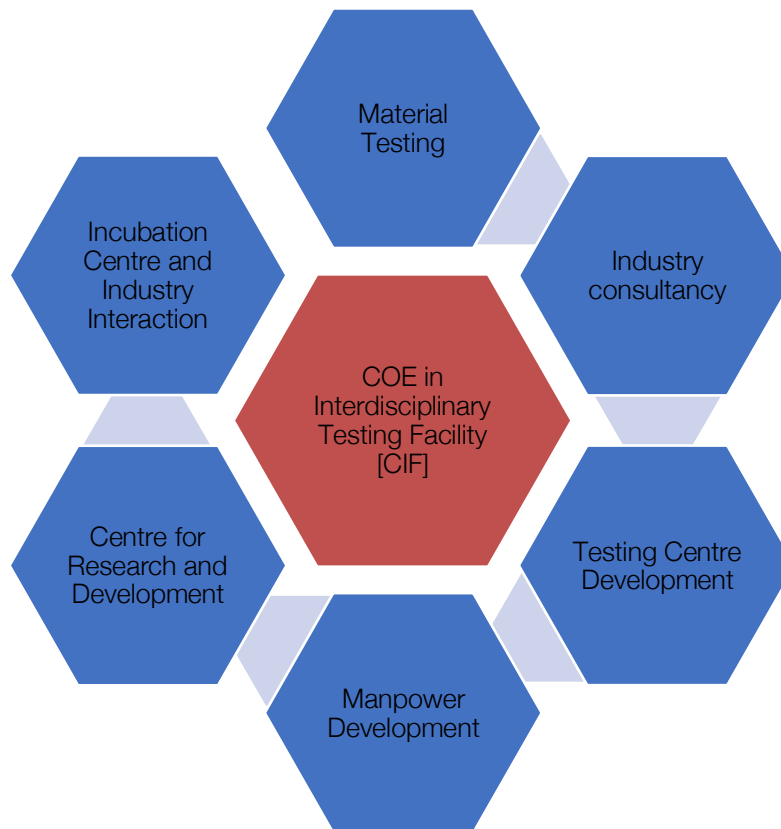 Material
Testing
Industry
consultancy
Testing Centre
Development
Manpower
Development
Centre for
Research and
Development
Incubation
Centre and
Industry
Interaction
COE in
Interdisciplinary
Testing Facility
[CIF]